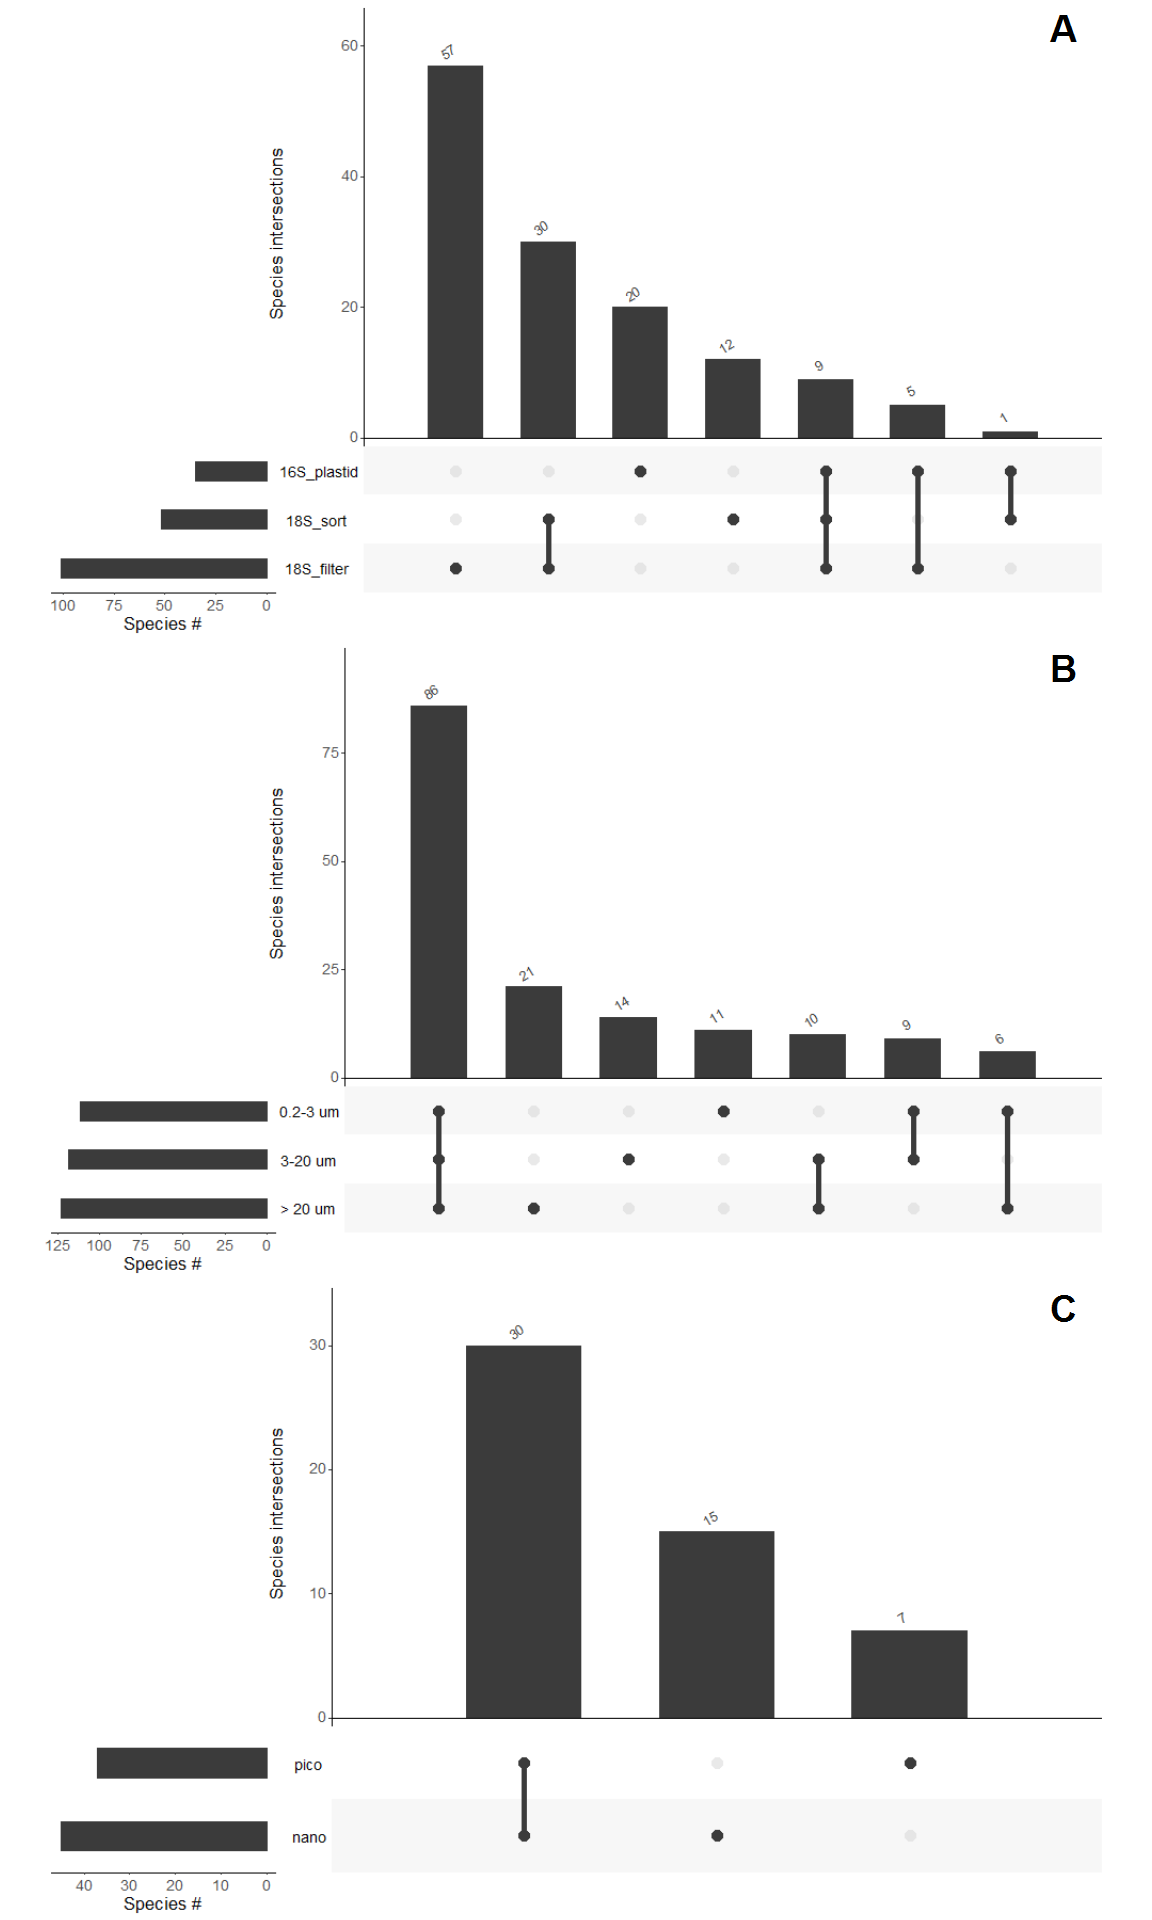 A
60
40
20
0
Species intersections
57
30
20
12
9
5
1
16S_plastid
18S_sort
18S_filter
100 75 50 25 0
Species #
B
75
50
25
0
Species intersections
86
21
14
11
10
9
6
0.2-3 um
3-20 um
> 20 um
125 100 75 50 25 0
Species #
C
30
20
10
0
Species intersections
30
15
7
pico
nano
40 30 20 10 0
Species #